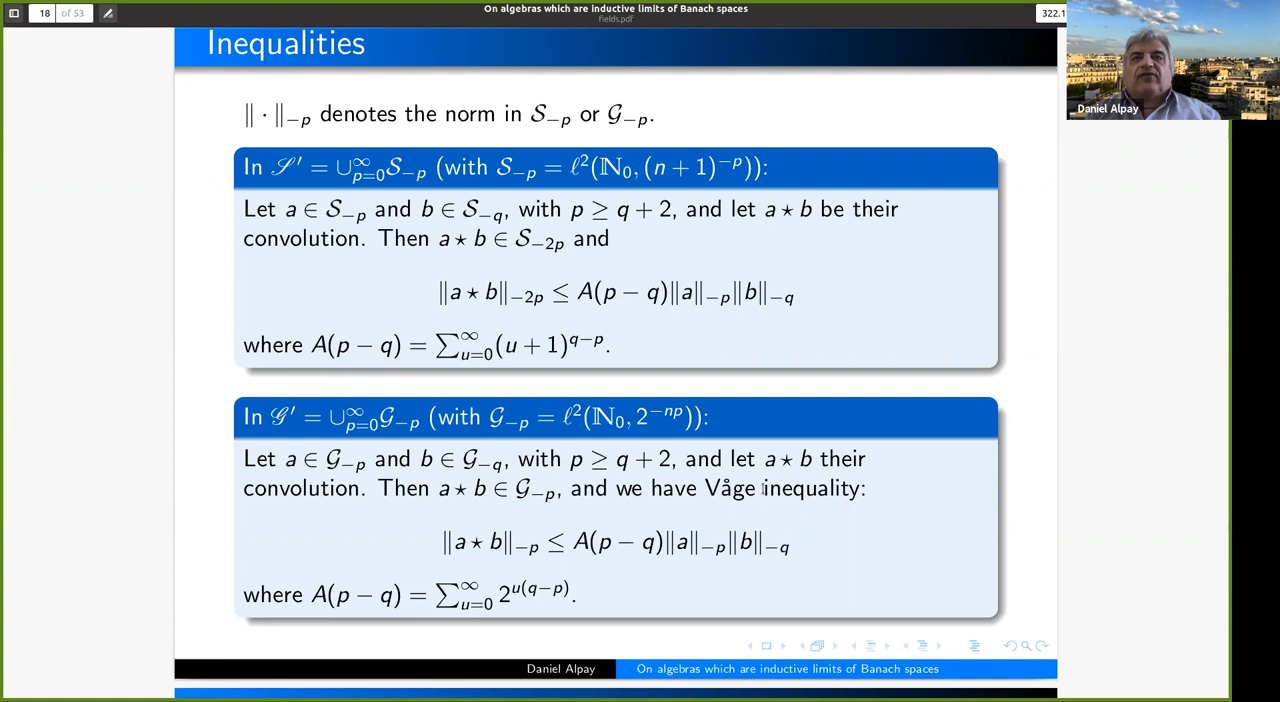 18 of 53
On algebras which are inductive limits of Banach spaces
fields.pdf
322.1
Inequalities
Daniel Alpay
‖ · ‖₋ₚ denotes the norm in 𝒮₋ₚ or 𝒢₋ₚ.
In 𝒮′ = ∪_{p=0}^{∞} 𝒮₋ₚ (with 𝒮₋ₚ = ℓ²(ℕ₀, (n + 1)^{−p})):
Let a ∈ 𝒮_{−p} and b ∈ 𝒮_{−q}, with p ≥ q + 2, and let a ⋆ b be their
convolution. Then a ⋆ b ∈ 𝒮_{−2p} and
‖a ⋆ b‖_{−2p} ≤ A(p − q)‖a‖_{−p}‖b‖_{−q}
where A(p − q) = ∑_{u=0}^{∞}(u + 1)^{q−p}.
In 𝒢′ = ∪_{p=0}^{∞} 𝒢_{−p} (with 𝒢_{−p} = ℓ²(ℕ₀, 2^{−np})):
Let a ∈ 𝒢_{−p} and b ∈ 𝒢_{−q}, with p ≥ q + 2, and let a ⋆ b their
convolution. Then a ⋆ b ∈ 𝒢_{−p}, and we have Våge inequality:
‖a ⋆ b‖_{−p} ≤ A(p − q)‖a‖_{−p}‖b‖_{−q}
where A(p − q) = ∑_{u=0}^{∞} 2^{u(q−p)}.
Daniel Alpay
On algebras which are inductive limits of Banach spaces